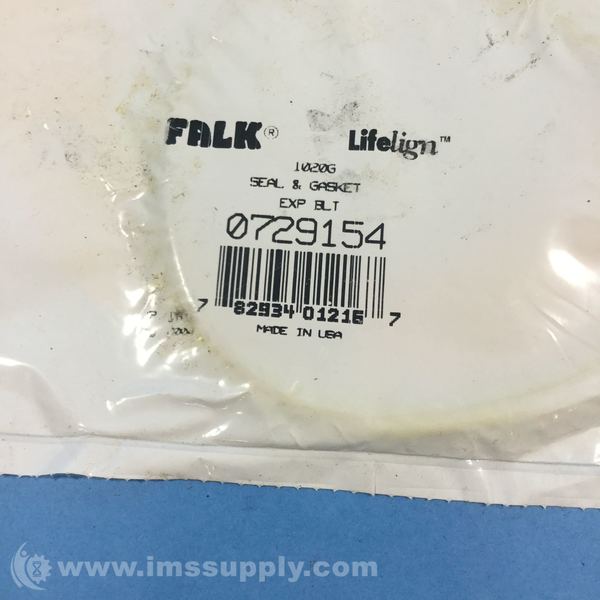 FALK® Lifelign™
1020G
SEAL & GASKET
EXP BLT
0729154
7 82934 01216 7
MADE IN USA
www.imssupply.com